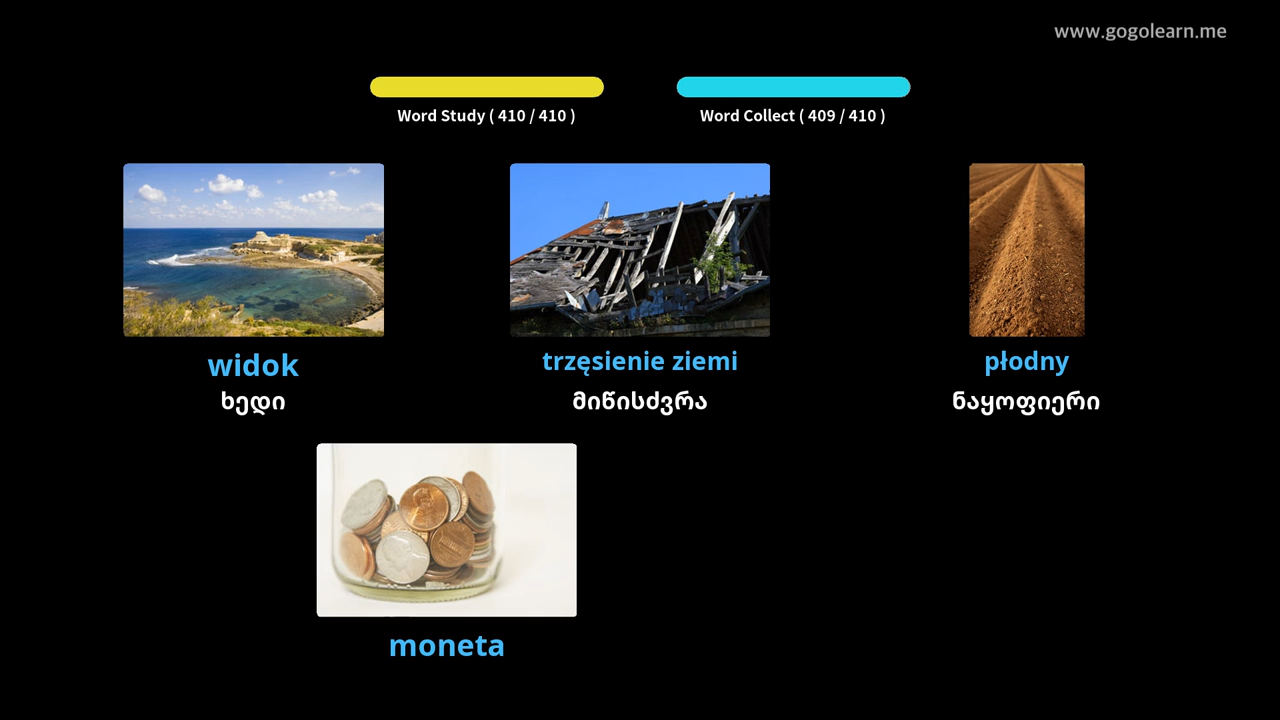 www.gogolearn.me
Word Study ( 410 / 410 )
Word Collect ( 409 / 410 )
widok
ხედი
trzęsienie ziemi
მიწისძვრა
płodny
ნაყოფიერი
moneta